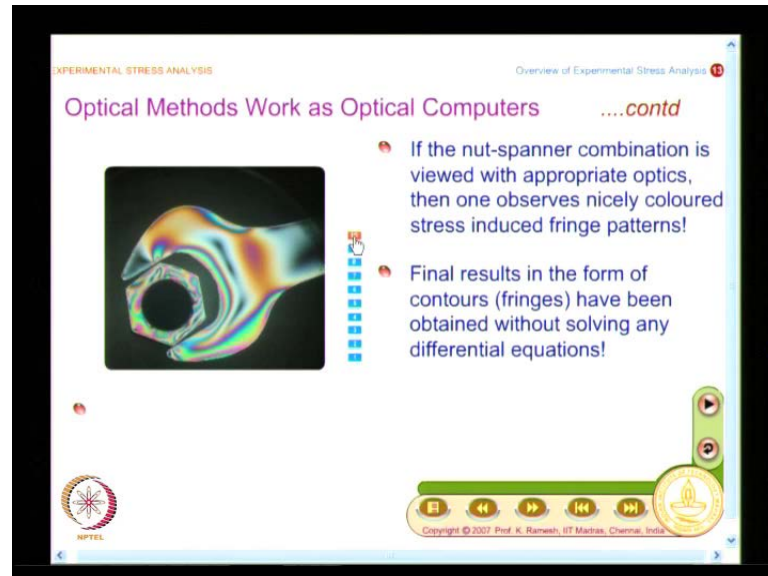 EXPERIMENTAL STRESS ANALYSIS
Overview of Experimental Stress Analysis 13
Optical Methods Work as Optical Computers ....contd
If the nut-spanner combination is
viewed with appropriate optics,
then one observes nicely coloured
stress induced fringe patterns!
Final results in the form of
contours (fringes) have been
obtained without solving any
differential equations!
NPTEL
Copyright © 2007 Prof. K. Ramesh, IIT Madras, Chennai, India